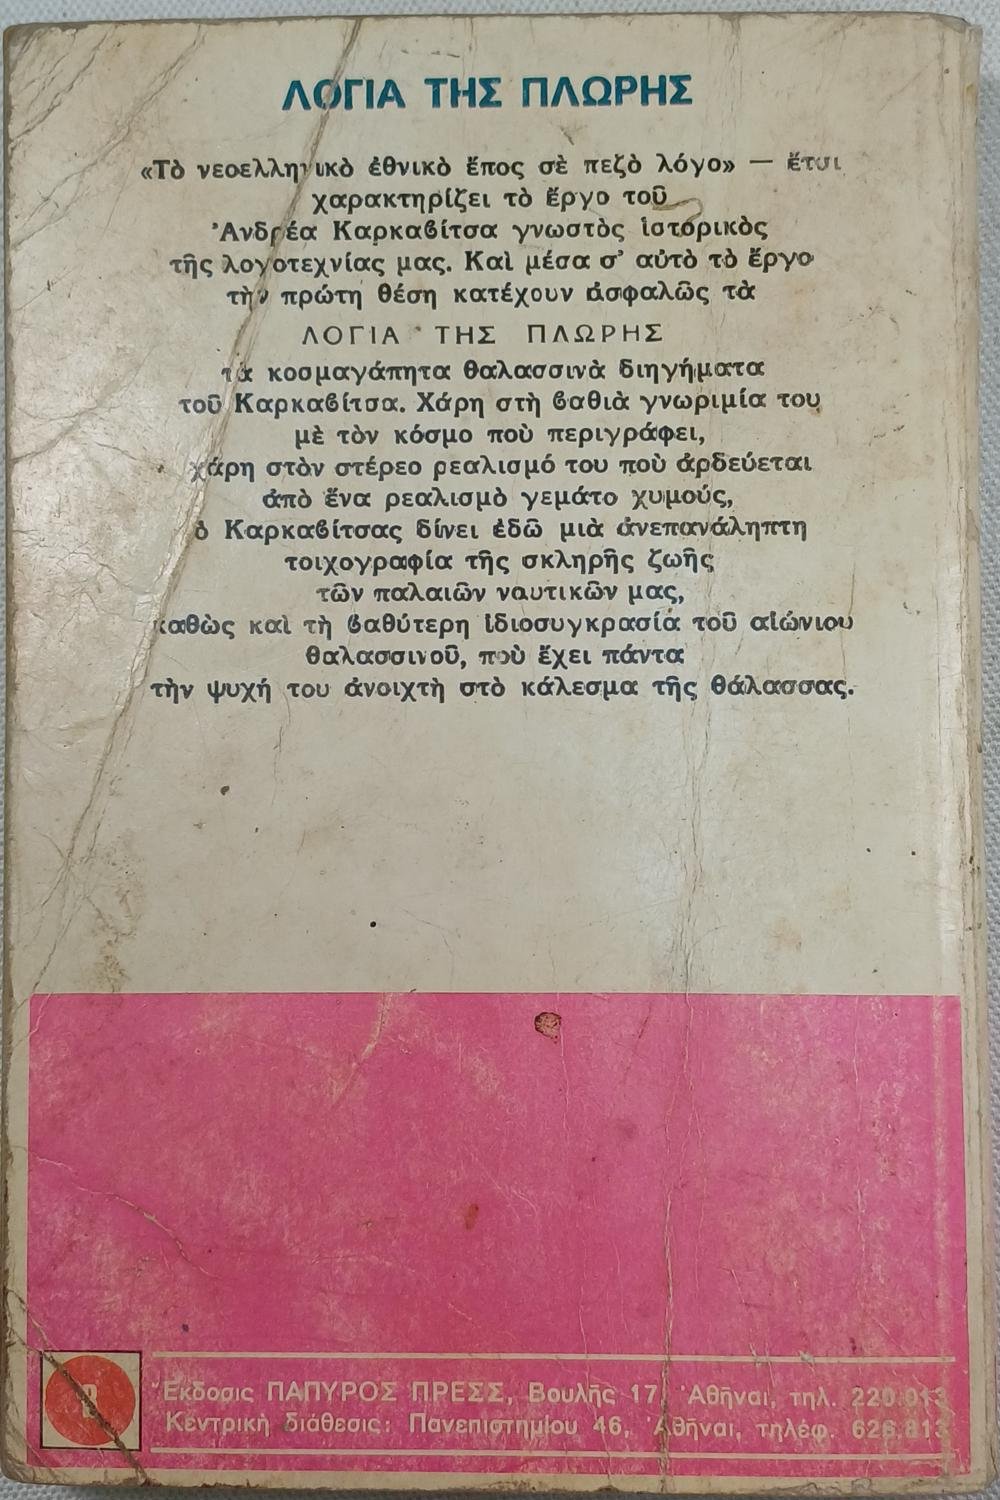 ΛΟΓΙΑ ΤΗΣ ΠΛΩΡΗΣ
«Τὸ νεοελληνικὸ ἐθνικὸ ἔπος σὲ πεζὸ λόγο» — ἔτσι
χαρακτηρίζει τὸ ἔργο τοῦ
Ἀνδρέα Καρκαβίτσα γνωστὸς ἱστορικὸς
τῆς λογοτεχνίας μας. Καὶ μέσα σ' αὐτὸ τὸ ἔργο
τὴν πρώτη θέση κατέχουν ἀσφαλῶς τὰ
ΛΟΓΙΑ ΤΗΣ ΠΛΩΡΗΣ
τὰ κοσμαγάπητα θαλασσινὰ διηγήματα
τοῦ Καρκαβίτσα. Χάρη στὴ βαθιὰ γνωριμία του
μὲ τὸν κόσμο ποὺ περιγράφει,
χάρη στὸν στέρεο ρεαλισμό του ποὺ ἀρδεύεται
ἀπὸ ἕνα ρεαλισμὸ γεμάτο χυμούς,
ὁ Καρκαβίτσας δίνει ἐδῶ μιὰ ἀνεπανάληπτη
τοιχογραφία τῆς σκληρῆς ζωῆς
τῶν παλαιῶν ναυτικῶν μας,
καθὼς καὶ τὴ βαθύτερη ἰδιοσυγκρασία τοῦ αἰώνιου
θαλασσινοῦ, ποὺ ἔχει πάντα
τὴν ψυχή του ἀνοιχτὴ στὸ κάλεσμα τῆς θάλασσας.
Ἔκδοσις ΠΑΠΥΡΟΣ ΠΡΕΣΣ, Βουλῆς 17, Ἀθῆναι, τηλ. 220.013
Κεντρικὴ διάθεσις: Πανεπιστημίου 46, Ἀθῆναι, τηλέφ. 626.813